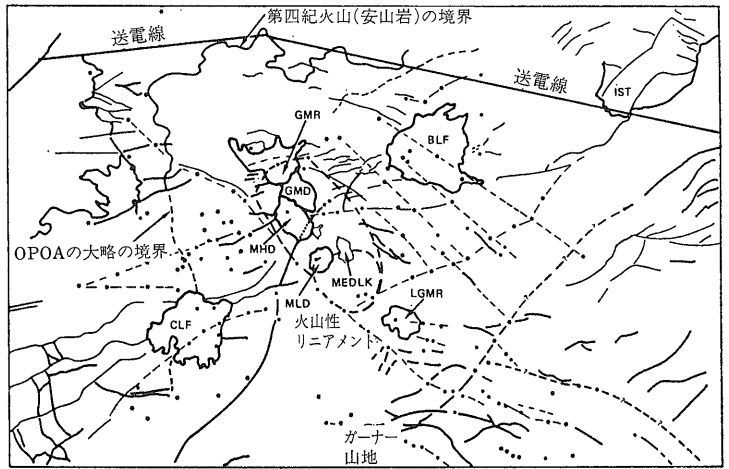 第四紀火山(安山岩)の境界
送電線
送電線
IST
GMR
BLF
GMD
OPOAの大略の境界
MHD
MEDLK
MLD
LGMR
火山性
リニアメント
CLF
ガーナー
山地